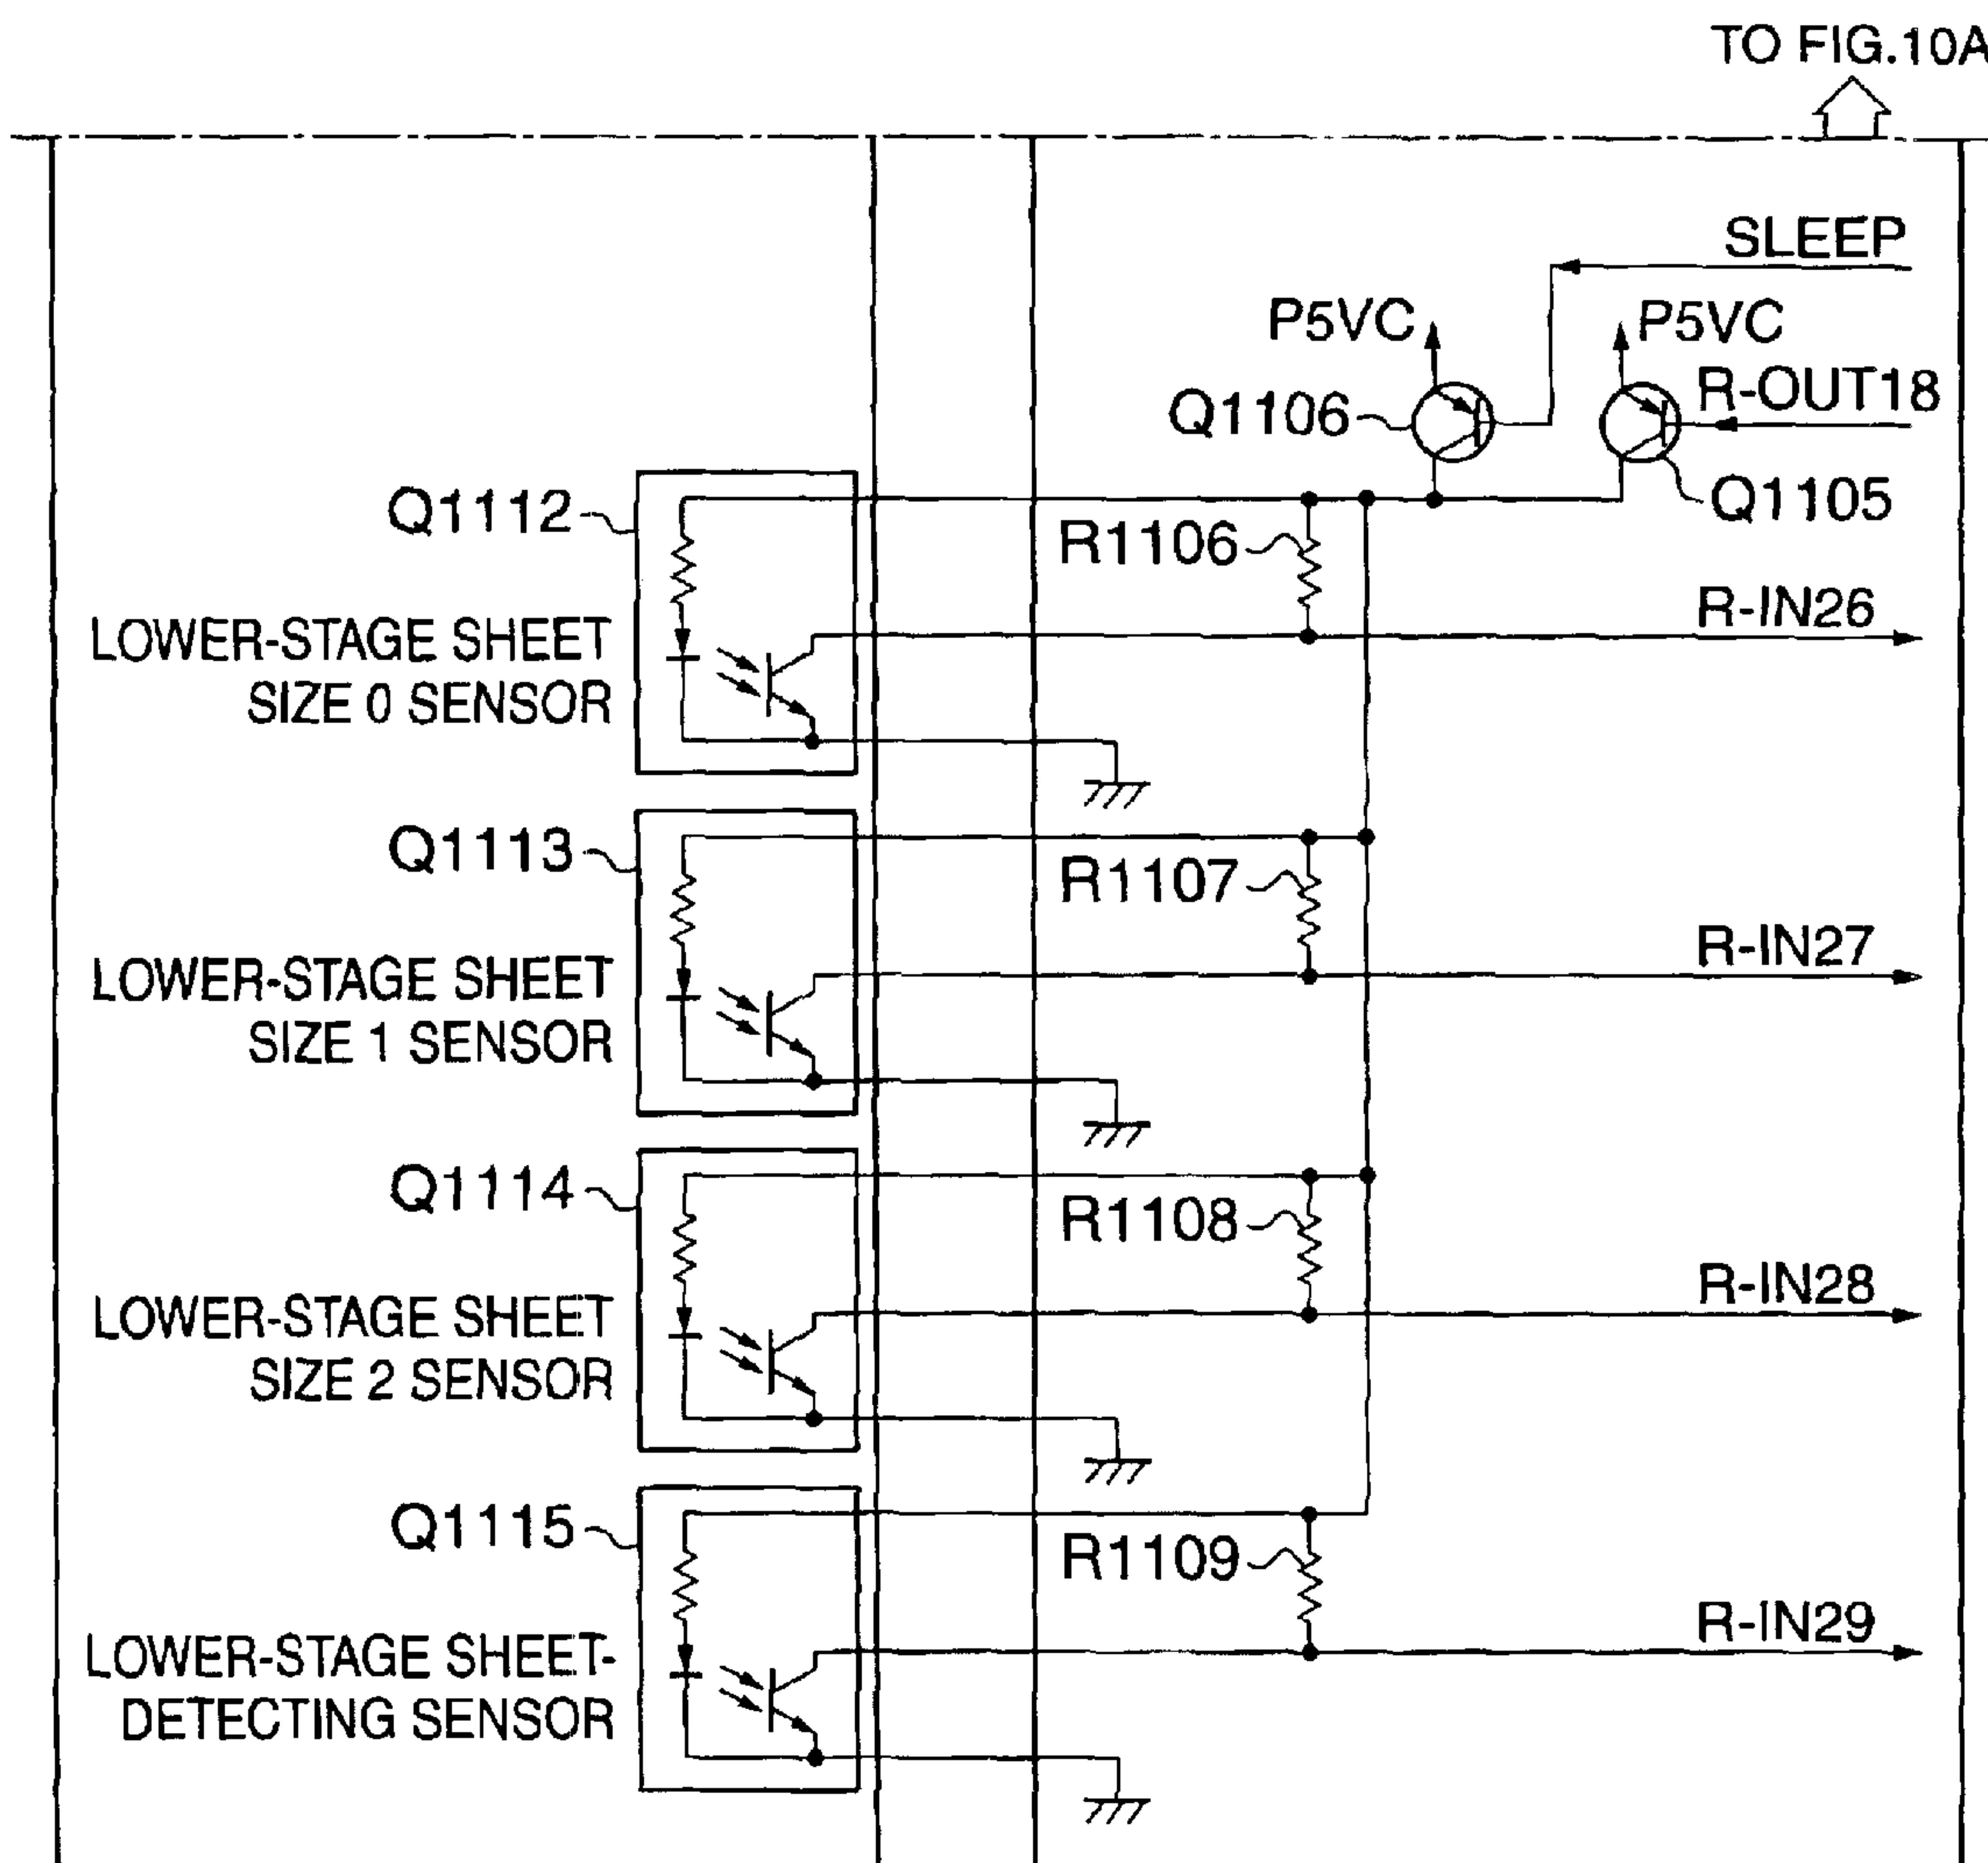 TO FIG.10A
SLEEP
P5VC
P5VC
R-OUT18
Q1106
Q1105
Q1112
R1106
R-IN26
LOWER-STAGE SHEET
SIZE 0 SENSOR
Q1113
R1107
R-IN27
LOWER-STAGE SHEET
SIZE 1 SENSOR
Q1114
R1108
R-IN28
LOWER-STAGE SHEET
SIZE 2 SENSOR
Q1115
R1109
R-IN29
LOWER-STAGE SHEET-
DETECTING SENSOR